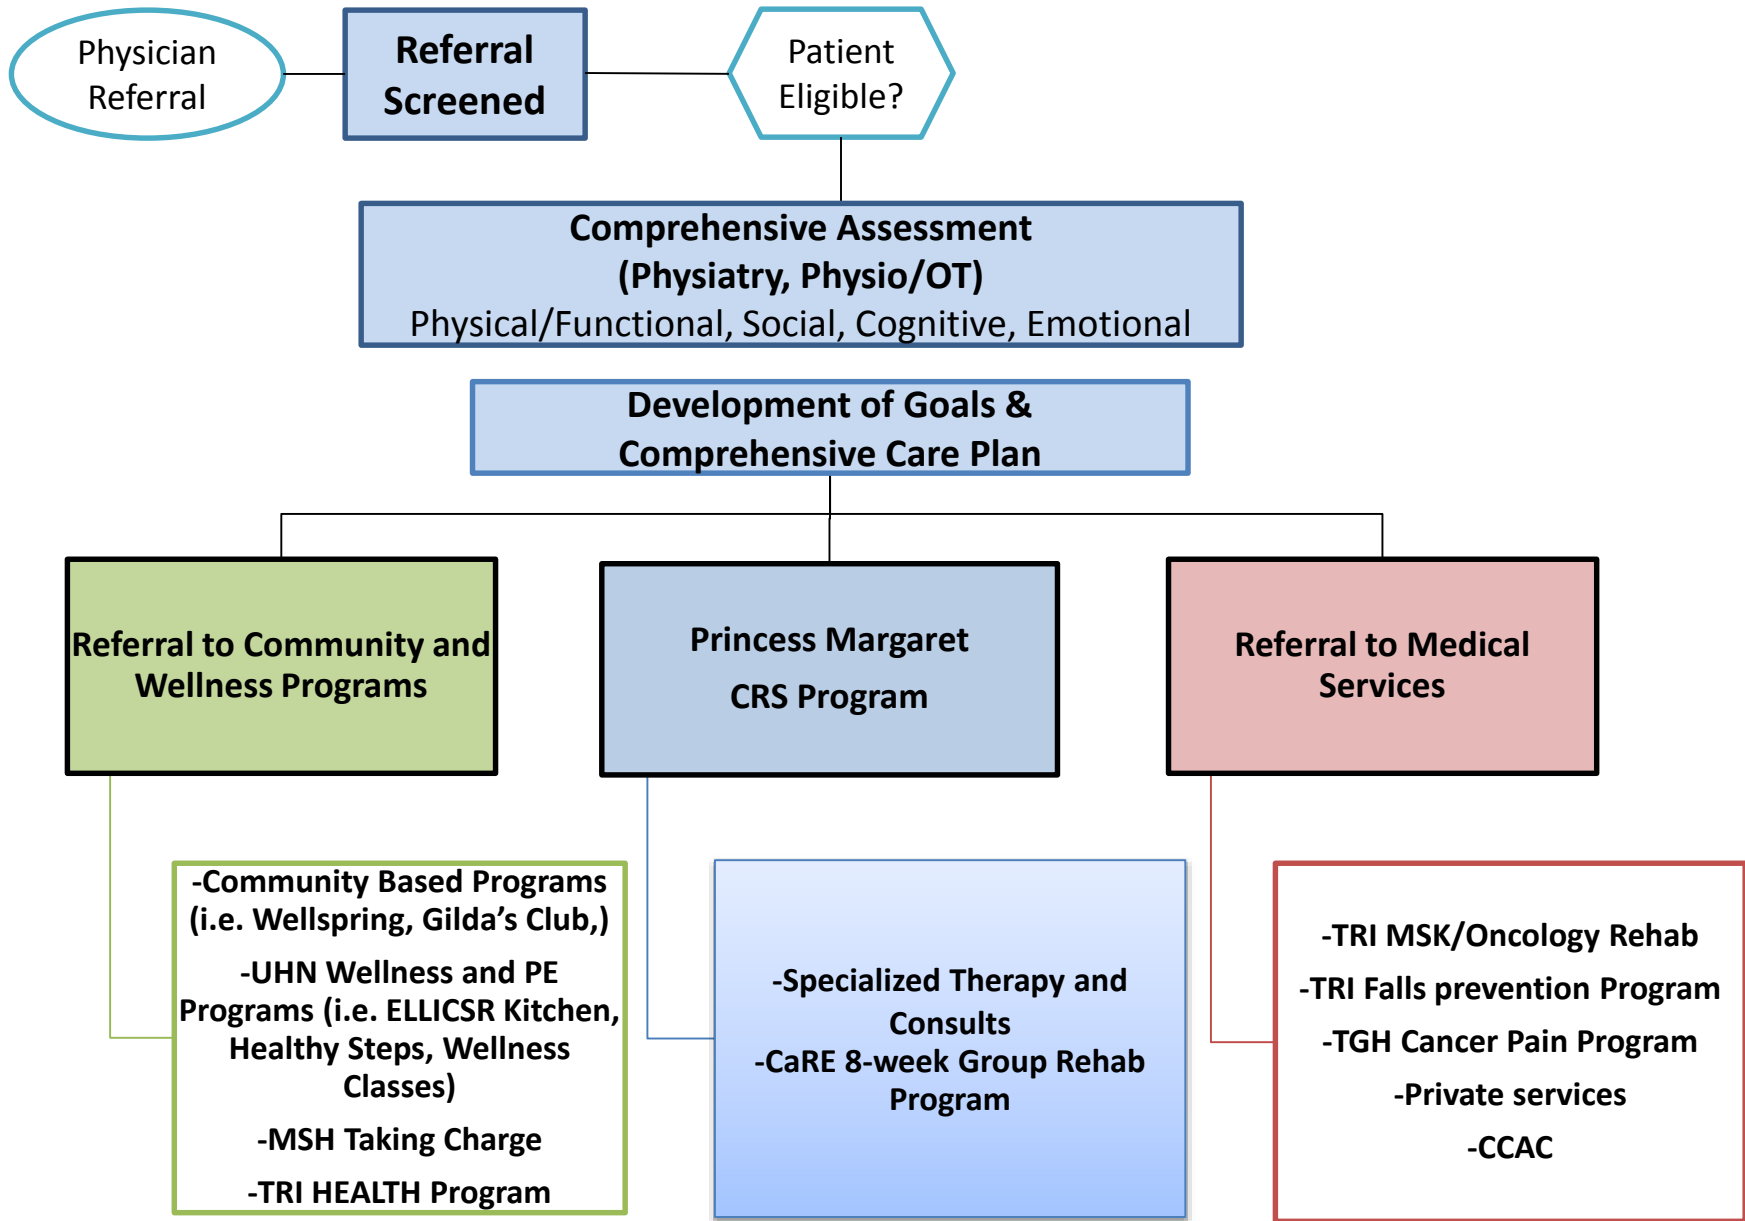 Physician
Referral
Referral
Screened
Patient
Eligible?
Comprehensive Assessment
(Physiatry, Physio/OT)
Physical/Functional, Social, Cognitive, Emotional
Development of Goals &
Comprehensive Care Plan
Referral to Community and
Wellness Programs
Princess Margaret
CRS Program
Referral to Medical
Services
-Community Based Programs
(i.e. Wellspring, Gilda’s Club,)
-UHN Wellness and PE
Programs (i.e. ELLICSR Kitchen,
Healthy Steps, Wellness
Classes)
-MSH Taking Charge
-TRI HEALTH Program
-Specialized Therapy and
Consults
-CaRE 8-week Group Rehab
Program
-TRI MSK/Oncology Rehab
-TRI Falls prevention Program
-TGH Cancer Pain Program
-Private services
-CCAC